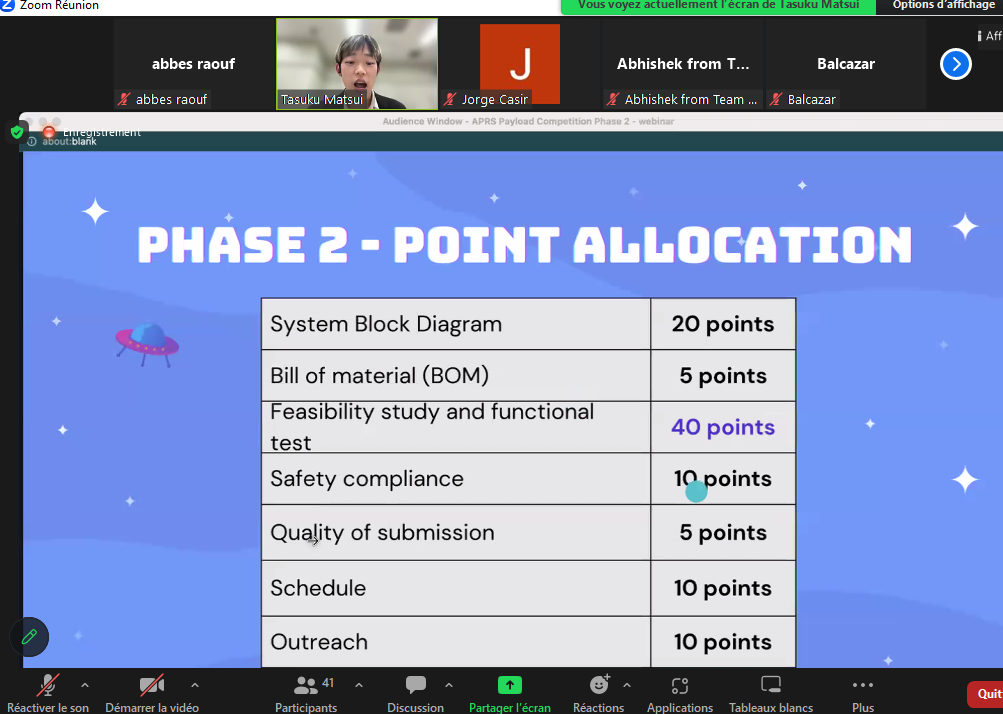 Zoom Réunion
Vous voyez actuellement l'écran de Tasuku Matsui
Options d'affichage
abbes raouf
abbes raouf
Tasuku Matsui
J
Jorge Casir
Abhishek from T...
Abhishek from Team ...
Balcazar
Balcazar
Aff
Audience Window - APRS Payload Competition Phase 2 - webinar
Enregistrement
about:blank
PHASE 2 - POINT ALLOCATION
System Block Diagram
20 points
Bill of material (BOM)
5 points
Feasibility study and functional
test
40 points
Safety compliance
10 points
Quality of submission
5 points
Schedule
10 points
Outreach
10 points
41
Réactiver le son
Démarrer la vidéo
Participants
Discussion
Partager l'écran
Réactions
Applications
Tableaux blancs
Plus
Quit